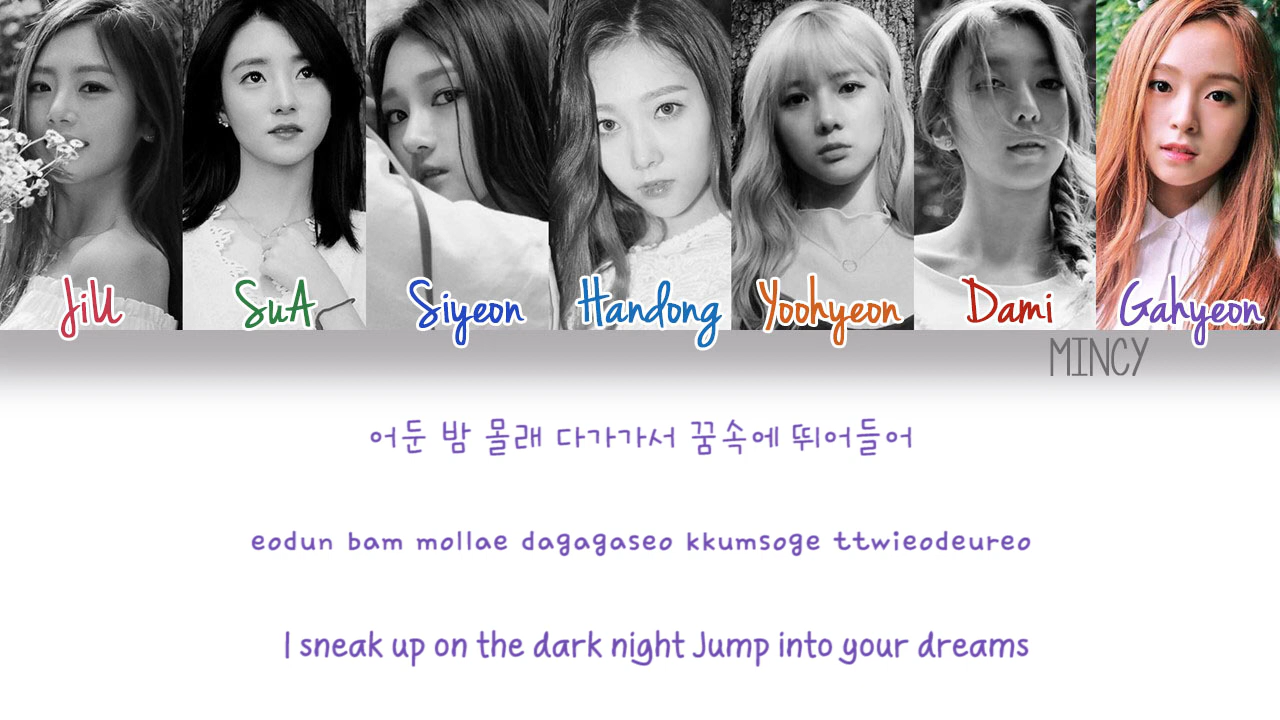 JiU SuA Siyeon Handong Yoohyeon Dami Gahyeon
MINCY
어둔 밤 몰래 다가가서 꿈속에 뛰어들어
eodun bam mollae dagagaseo kkumsoge ttwieodeureo
I sneak up on the dark night Jump into your dreams